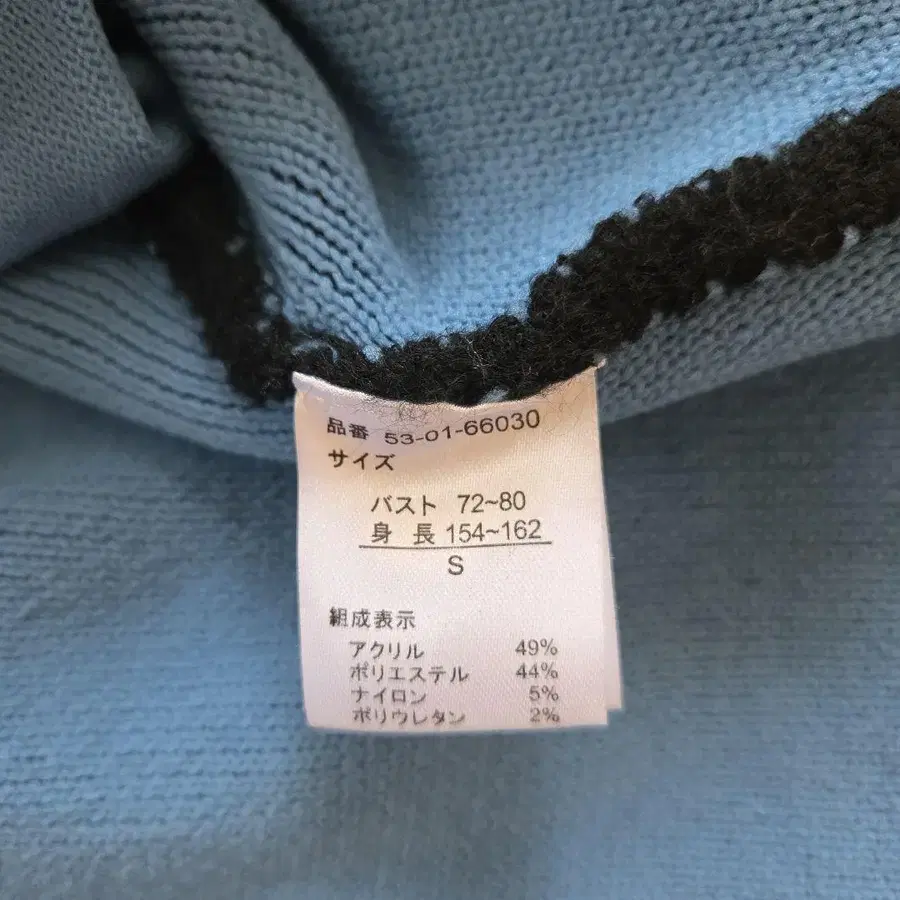 品番 53-01-66030
サイズ
バスト 72~80
身 長 154~162
S
組成表示
アクリル 49%
ポリエステル 44%
ナイロン 5%
ポリウレタン 2%